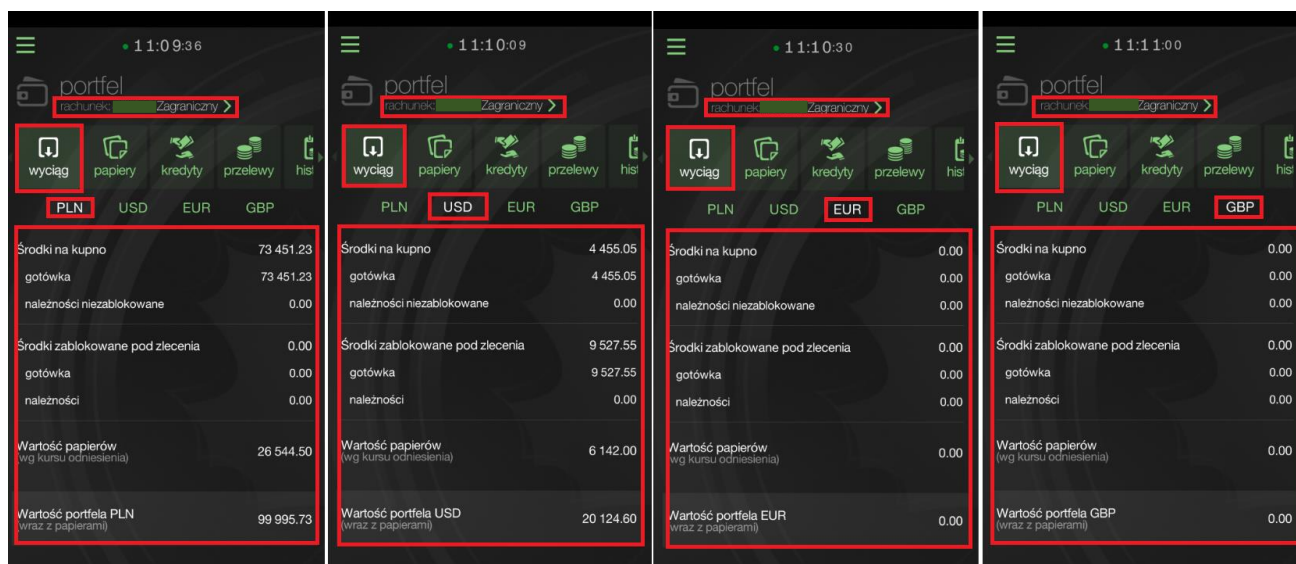 11:09:36
portfel
rachunek: Zagraniczny
wyciąg papiery kredyty przelewy hist
PLN USD EUR GBP
Środki na kupno 73 451.23
gotówka 73 451.23
należności niezablokowane 0.00
Środki zablokowane pod zlecenia 0.00
gotówka 0.00
należności 0.00
Wartość papierów 26 544.50
(wg kursu odniesienia)
Wartość portfela PLN 99 995.73
(wraz z papierami)
11:10:09
portfel
rachunek: Zagraniczny
wyciąg papiery kredyty przelewy hist
PLN USD EUR GBP
Środki na kupno 4 455.05
gotówka 4 455.05
należności niezablokowane 0.00
Środki zablokowane pod zlecenia 9 527.55
gotówka 9 527.55
należności 0.00
Wartość papierów 6 142.00
(wg kursu odniesienia)
Wartość portfela USD 20 124.60
(wraz z papierami)
11:10:30
portfel
rachunek: Zagraniczny
wyciąg papiery kredyty przelewy hist
PLN USD EUR GBP
Środki na kupno 0.00
gotówka 0.00
należności niezablokowane 0.00
Środki zablokowane pod zlecenia 0.00
gotówka 0.00
należności 0.00
Wartość papierów 0.00
(wg kursu odniesienia)
Wartość portfela EUR 0.00
(wraz z papierami)
11:11:00
portfel
rachunek: Zagraniczny
wyciąg papiery kredyty przelewy hist
PLN USD EUR GBP
Środki na kupno 0.00
gotówka 0.00
należności niezablokowane 0.00
Środki zablokowane pod zlecenia 0.00
gotówka 0.00
należności 0.00
Wartość papierów 0.00
(wg kursu odniesienia)
Wartość portfela GBP 0.00
(wraz z papierami)